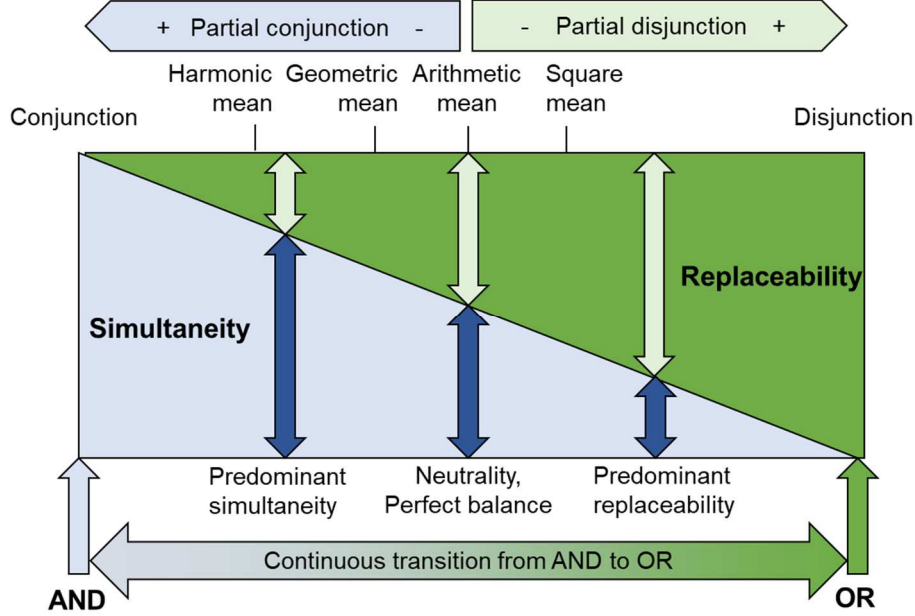 + Partial conjunction -
- Partial disjunction +
Harmonic
mean
Geometric
mean
Arithmetic
mean
Square
mean
Conjunction
Disjunction
Replaceability
Simultaneity
Predominant
simultaneity
Neutrality,
Perfect balance
Predominant
replaceability
Continuous transition from AND to OR
AND
OR